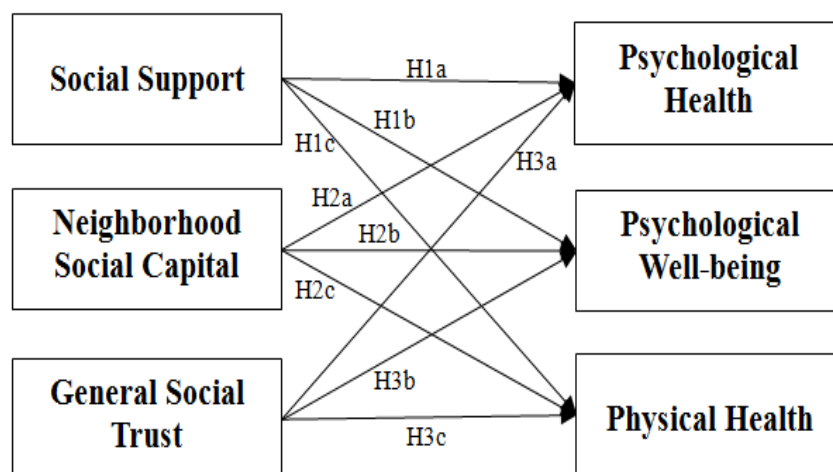 Social Support
Neighborhood
Social Capital
General Social
Trust
H1a
H1b
H1c
H3a
H2a
H2b
H2c
H3b
H3c
Psychological
Health
Psychological
Well-being
Physical Health